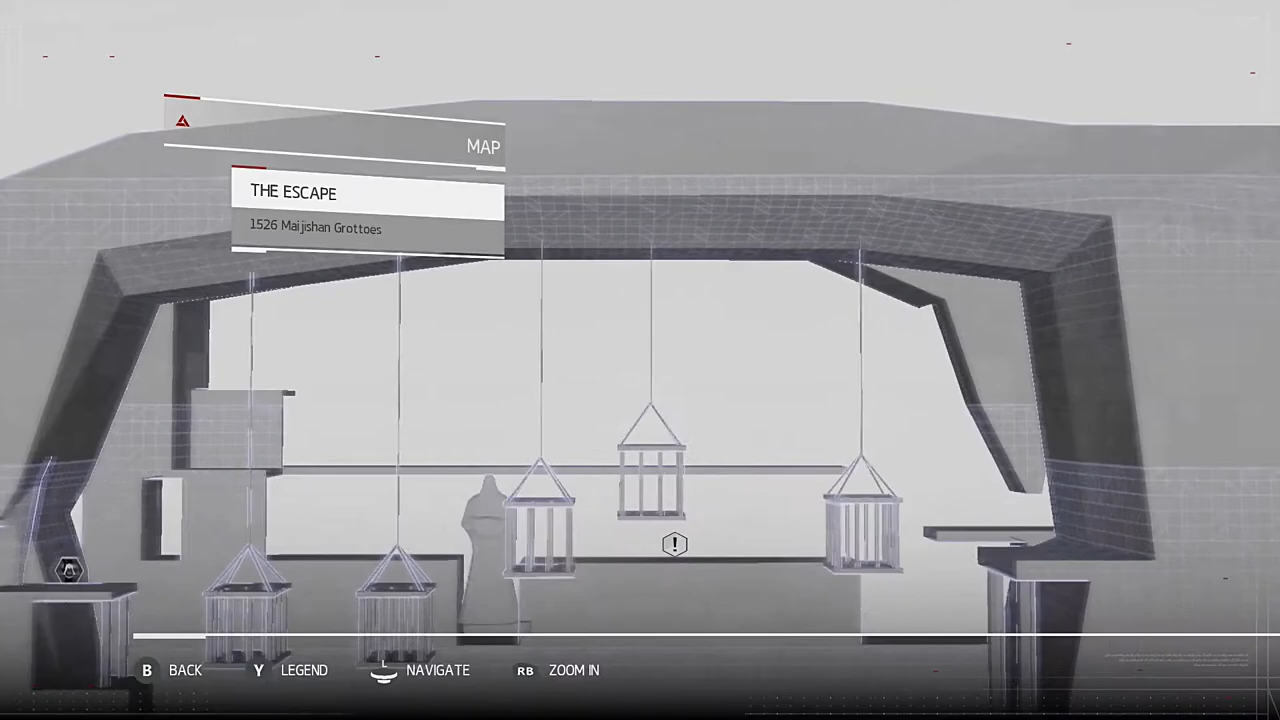 MAP
THE ESCAPE
1526 Maijishan Grottoes
B BACK Y LEGEND L NAVIGATE RB ZOOM IN